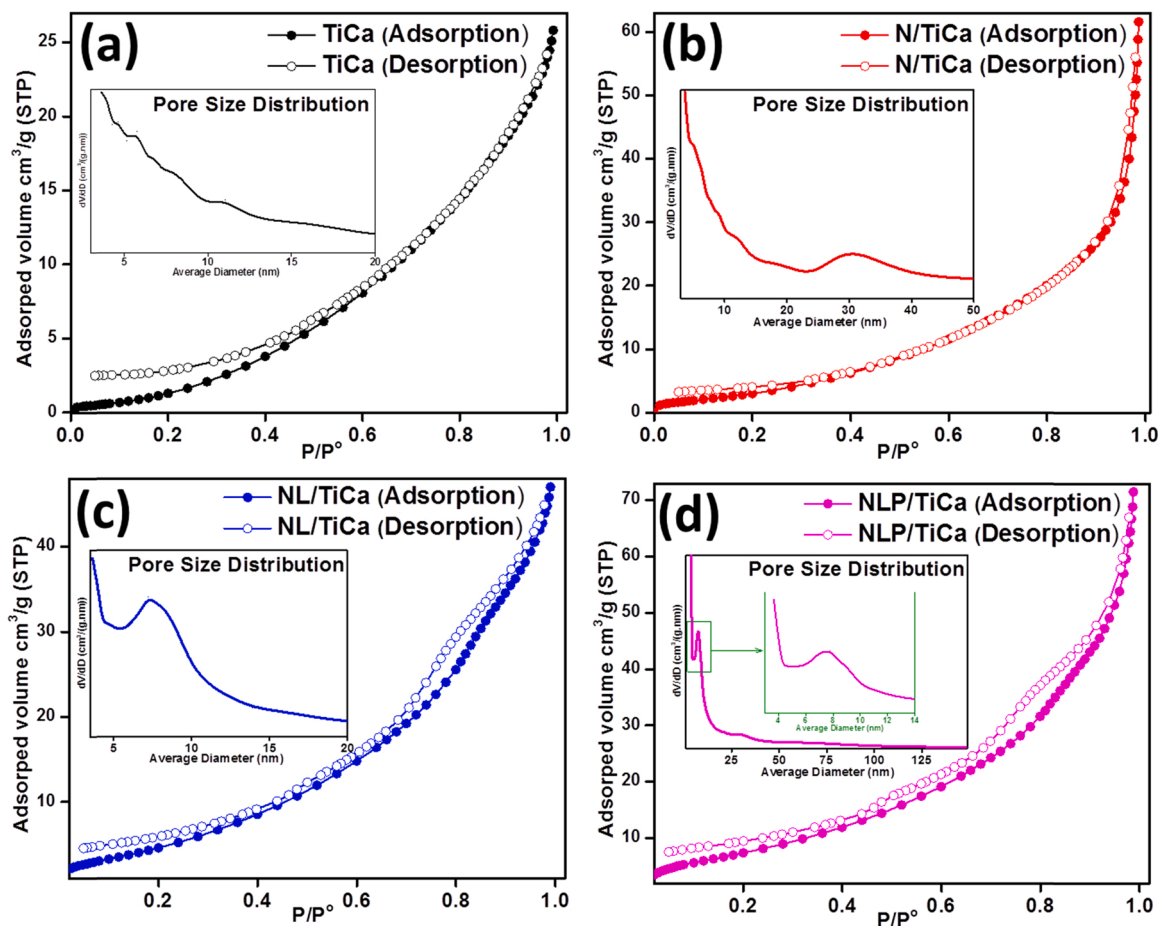 (a)
TiCa (Adsorption)
TiCa (Desorption)
Pore Size Distribution
dV/dD (cm³/(g.nm))
5 10 15 20
Average Diameter (nm)
Adsorped volume cm³/g (STP)
25
20
15
10
5
0
0.0 0.2 0.4 0.6 0.8 1.0
P/P°
(b)
N/TiCa (Adsorption)
N/TiCa (Desorption)
Pore Size Distribution
dV/dD (cm³/(g.nm))
10 20 30 40 50
Average Diameter (nm)
Adsorped volume cm³/g (STP)
60
50
40
30
20
10
0
0.0 0.2 0.4 0.6 0.8 1.0
P/P°
(c)
NL/TiCa (Adsorption)
NL/TiCa (Desorption)
Pore Size Distribution
dV/dD (cm³/(g.nm))
5 10 15 20
Average Diameter (nm)
Adsorped volume cm³/g (STP)
40
30
20
10
0.2 0.4 0.6 0.8 1.0
P/P°
(d)
NLP/TiCa (Adsorption)
NLP/TiCa (Desorption)
Pore Size Distribution
dV/dD (cm³/(g.nm))
4 6 8 10 12 14
Average Diameter (nm)
25 50 75 100 125
Average Diameter (nm)
Adsorped volume cm³/g (STP)
70
60
50
40
30
20
10
0.2 0.4 0.6 0.8 1.0
P/P°